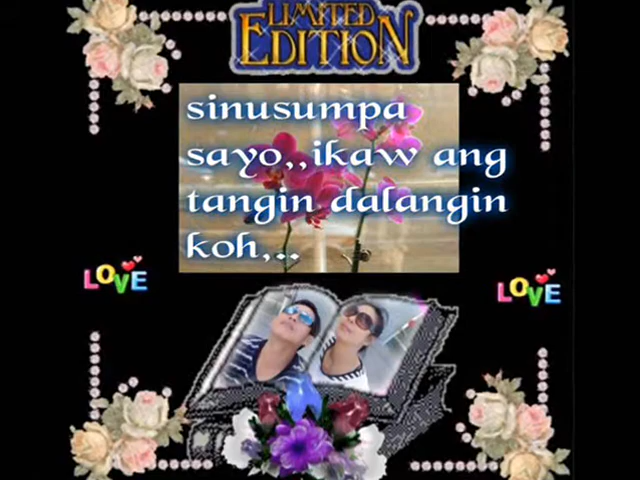 LIMITED
EDITION
sinusumpa
sayo,,ikaw ang
tangin dalangin
koh,..
LOVE
LOVE